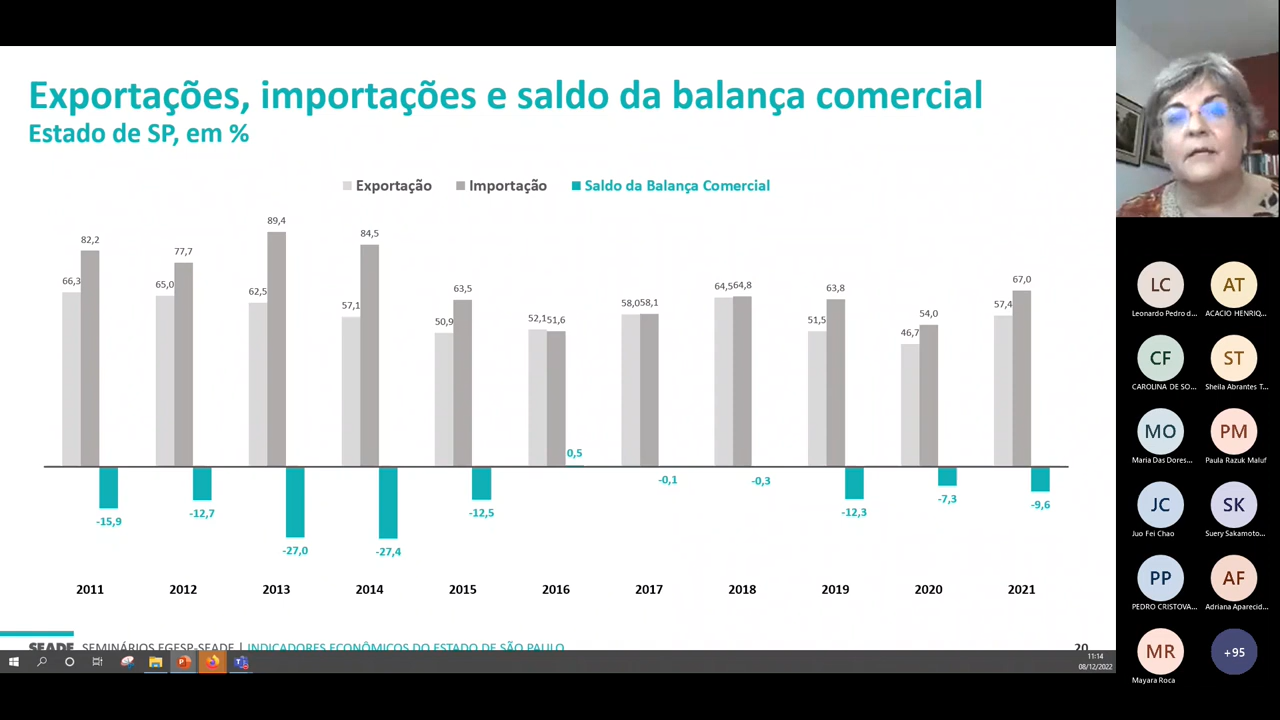 Exportações, importações e saldo da balança comercial
Estado de SP, em %
Exportação Importação Saldo da Balança Comercial
66,3 82,2 -15,9
65,0 77,7 -12,7
62,5 89,4 -27,0
57,1 84,5 -27,4
50,9 63,5 -12,5
52,1 51,6 0,5
58,0 58,1 -0,1
64,5 64,8 -0,3
51,5 63,8 -12,3
46,7 54,0 -7,3
57,4 67,0 -9,6
2011 2012 2013 2014 2015 2016 2017 2018 2019 2020 2021
SEADE SEMINÁRIOS EGESP-SEADE | INDICADORES ECONÔMICOS DO ESTADO DE SÃO PAULO 20
11:14
08/12/2022
LC AT
Leonardo Pedro d... ACACIO HENRIQ...
CF ST
CAROLINA DE SO... Sheila Abrantes T...
MO PM
Maria Das Dores... Paula Razuk Maluf
JC SK
Juo Fei Chao Suery Sakamoto...
PP AF
PEDRO CRISTOVA... Adriana Aparecid...
MR +95
Mayara Roca